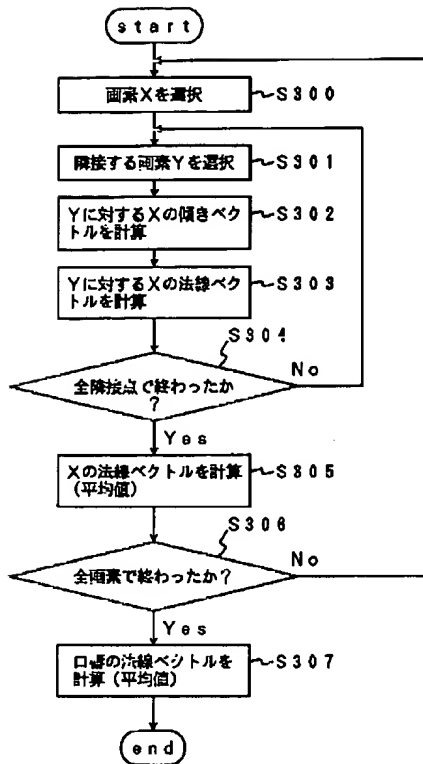 start
画素Xを選択
S300
隣接する画素Yを選択
S301
Yに対するXの傾きベ
クトルを計算
S302
Yに対するXの法線ベ
クトルを計算
S303
S304
全隣接点で終わったか
?
No
Yes
Xの法線ベクトルを計算
(平均値)
S305
S306
全画素で終わったか?
No
Yes
口唇の法線ベクトルを
計算(平均値)
S307
end